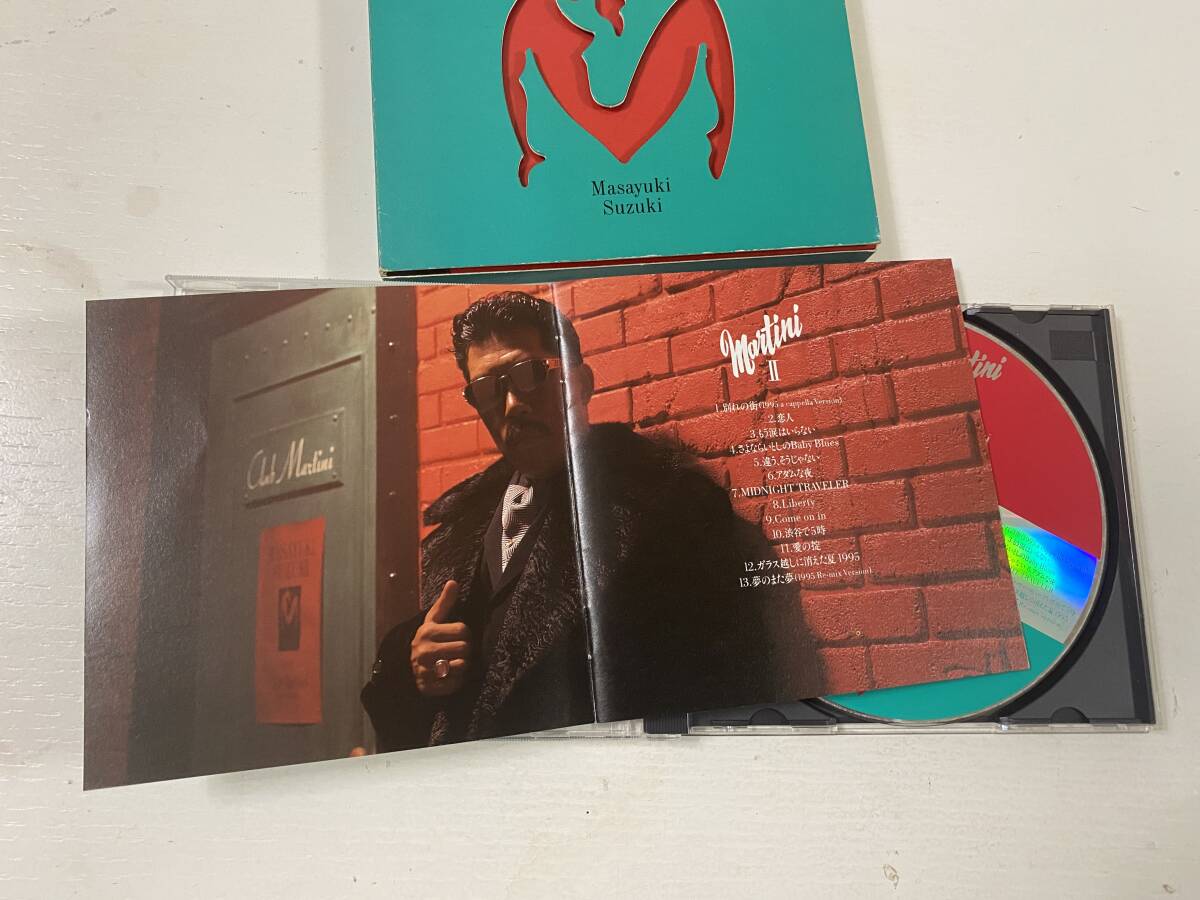 Masayuki
Suzuki
Club Martini
Martini
II
1.別れの街(1995 a cappella Version)
2.恋人
3.もう涙はいらない
4.さよならいとしのBaby Blues
5.違う、そうじゃない
6.アダムな夜
7.MIDNIGHT TRAVELER
8.Liberty
9.Come on in
10.渋谷で5時
11.愛の掟
12.ガラス越しに消えた夏 1995
13.夢のまた夢(1995 Re-mix Version)